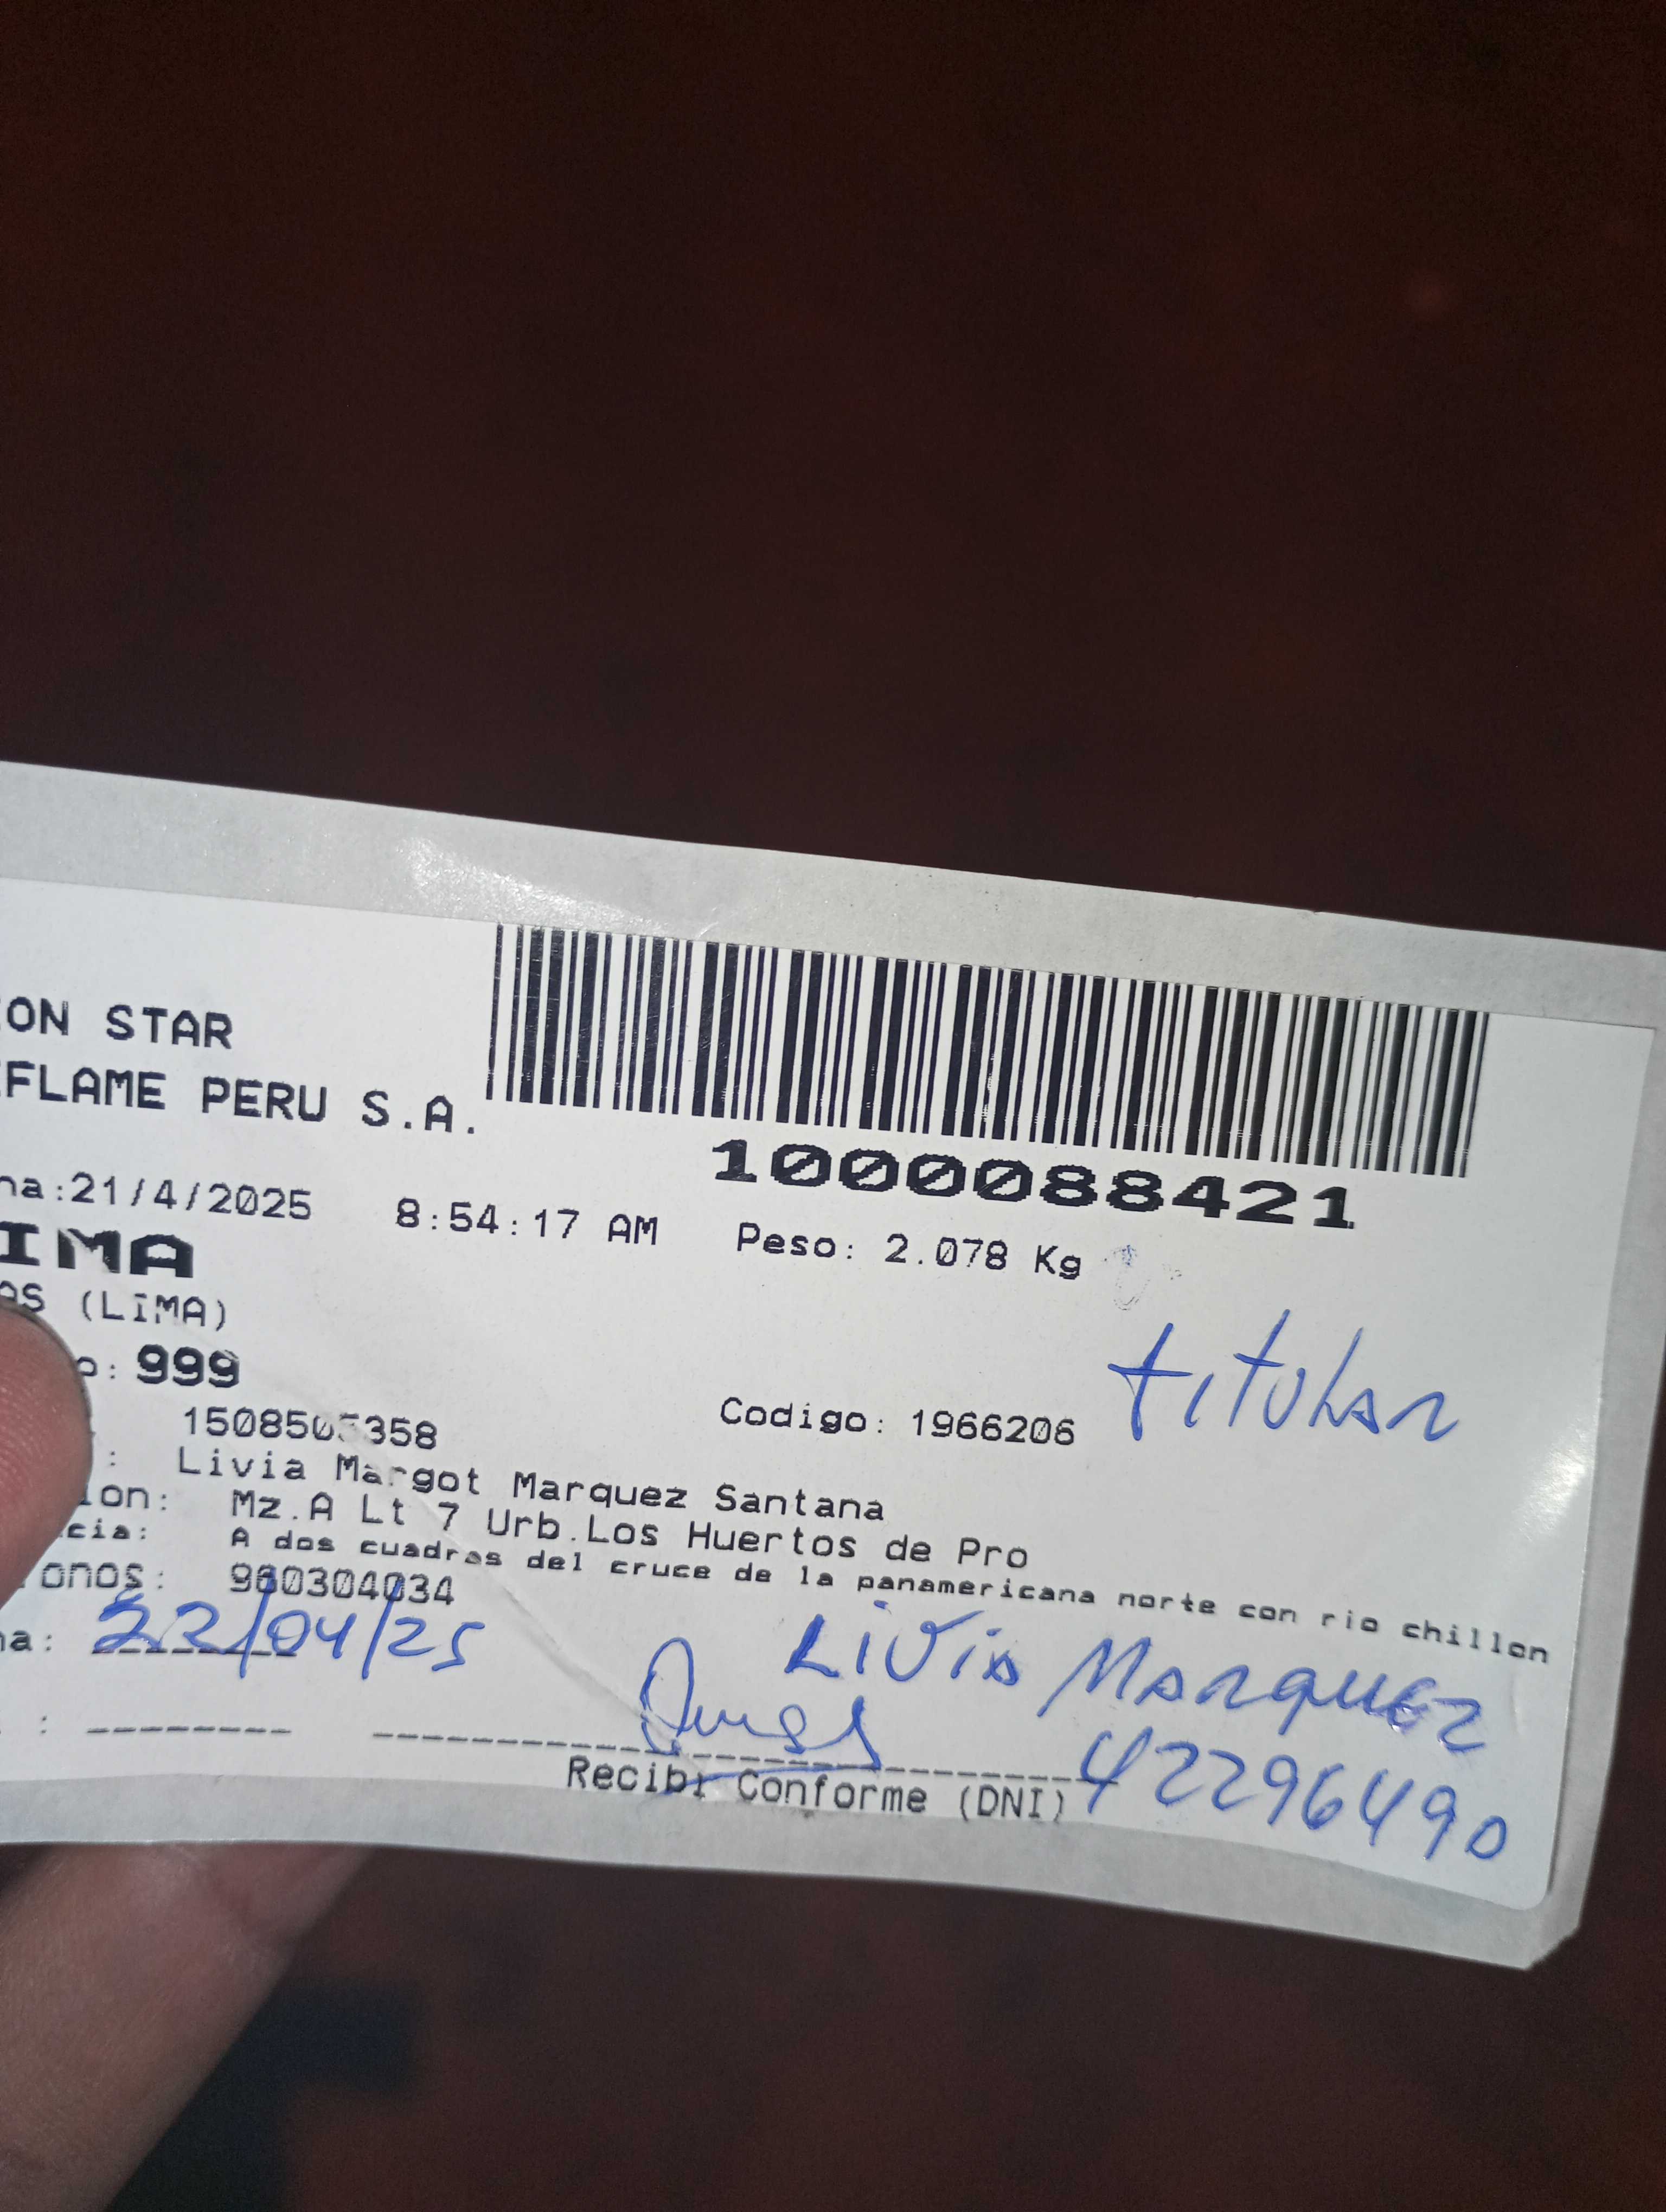 ON STAR
FLAME PERU S.A.
1000088421
na:21/4/2025 8:54:17 AM Peso: 2.078 Kg
IMA
AS (LIMA)
o: 999
titular
Codigo: 1966206
: Livia Margot Marquez Santana
ion: Mz.A Lt 7 Urb.Los Huertos de Pro
cia: A dos cuadras del cruce de la panamericana norte con rio chillon
onos: 960304034
na: 22/04/25
Livia Marquez
: -------- 42296490
Recibi Conforme (DNI)